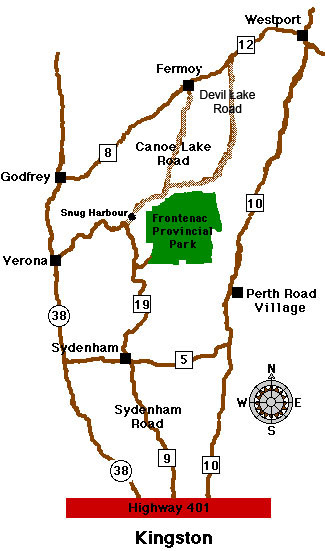 Westport
12
Fermoy
Devil Lake
Road
Canoe Lake
Road
8
Godfrey
10
Snug Harbour
Frontenac
Provincial
Park
Verona
Perth Road
Village
19
38
Sydenham
5
N
W E
S
Sydenham
Road
38
9
10
Highway 401
Kingston